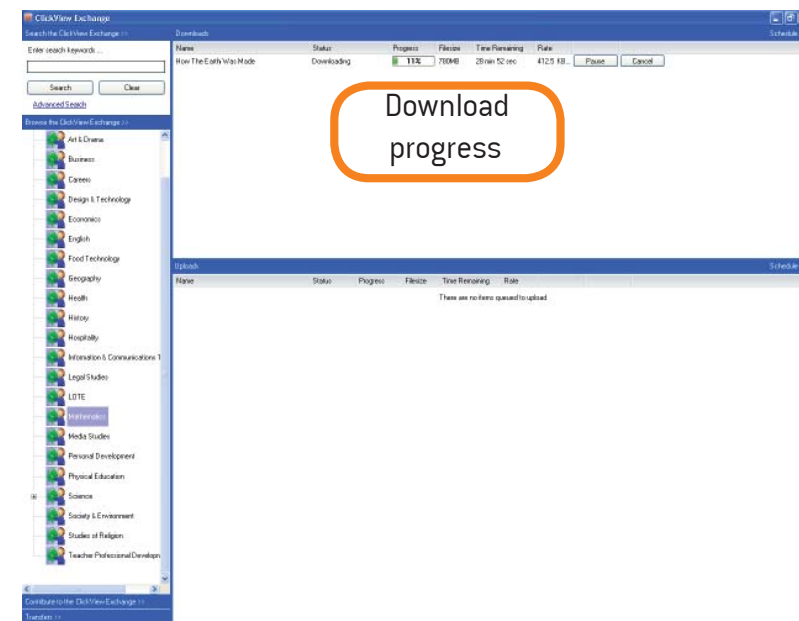 ClickView Exchange
Search the ClickView Exchange >>
Enter search keywords ...
Search Clear
Advanced Search
Browse the ClickView Exchange >>
Art & Drama
Business
Careers
Design & Technology
Economics
English
Food Technology
Geography
Health
History
Hospitality
Information & Communications T
Legal Studies
LOTE
Mathematics
Media Studies
Personal Development
Physical Education
Science
Society & Environment
Studies of Religion
Teacher Professional Developm
Contribute to the ClickView Exchange >>
Transfers >>
Downloads Schedule
Name Status Progress Filesize Time Remaining Rate
How The Earth Was Made Downloading 11% 700MB 28 min 52 sec 412.5 KB... Pause Cancel
Download
progress
Uploads Schedule
Name Status Progress Filesize Time Remaining Rate
There are no items queued to upload